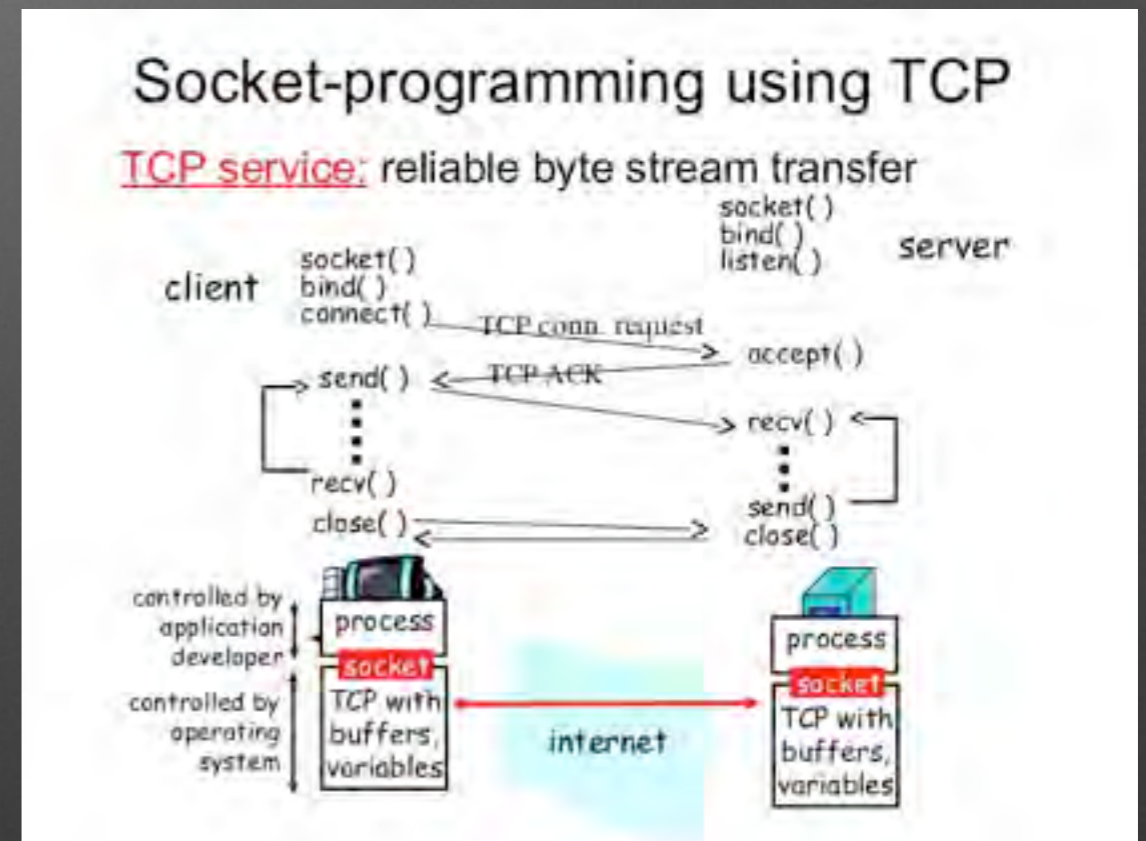 Socket-programming using TCP
TCP service: reliable byte stream transfer
socket( )
bind( )
listen( )
server
client
socket( )
bind( )
connect( )
TCP conn. request
accept( )
TCP ACK
send( )
recv( )
recv( )
send( )
close( )
close( )
controlled by
application
developer
process
socket
controlled by
operating
system
TCP with
buffers,
variables
internet
process
socket
TCP with
buffers,
variables